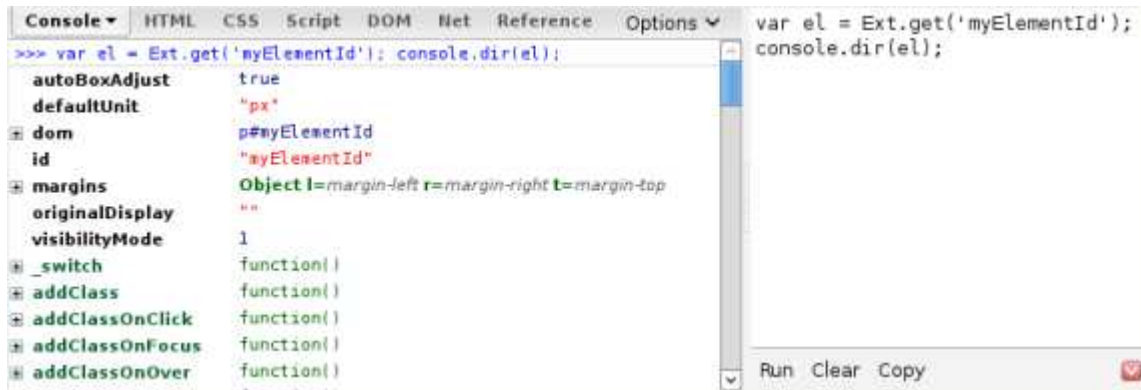 Console HTML CSS Script DOM Net Reference Options
>>> var el = Ext.get('myElementId'); console.dir(el);
autoBoxAdjust true
defaultUnit "px"
dom p#myElementId
id "myElementId"
margins Object l=margin-left r=margin-right t=margin-top
originalDisplay ""
visibilityMode 1
_switch function()
addClass function()
addClassOnClick function()
addClassOnFocus function()
addClassOnOver function()
var el = Ext.get('myElementId');
console.dir(el);
Run Clear Copy